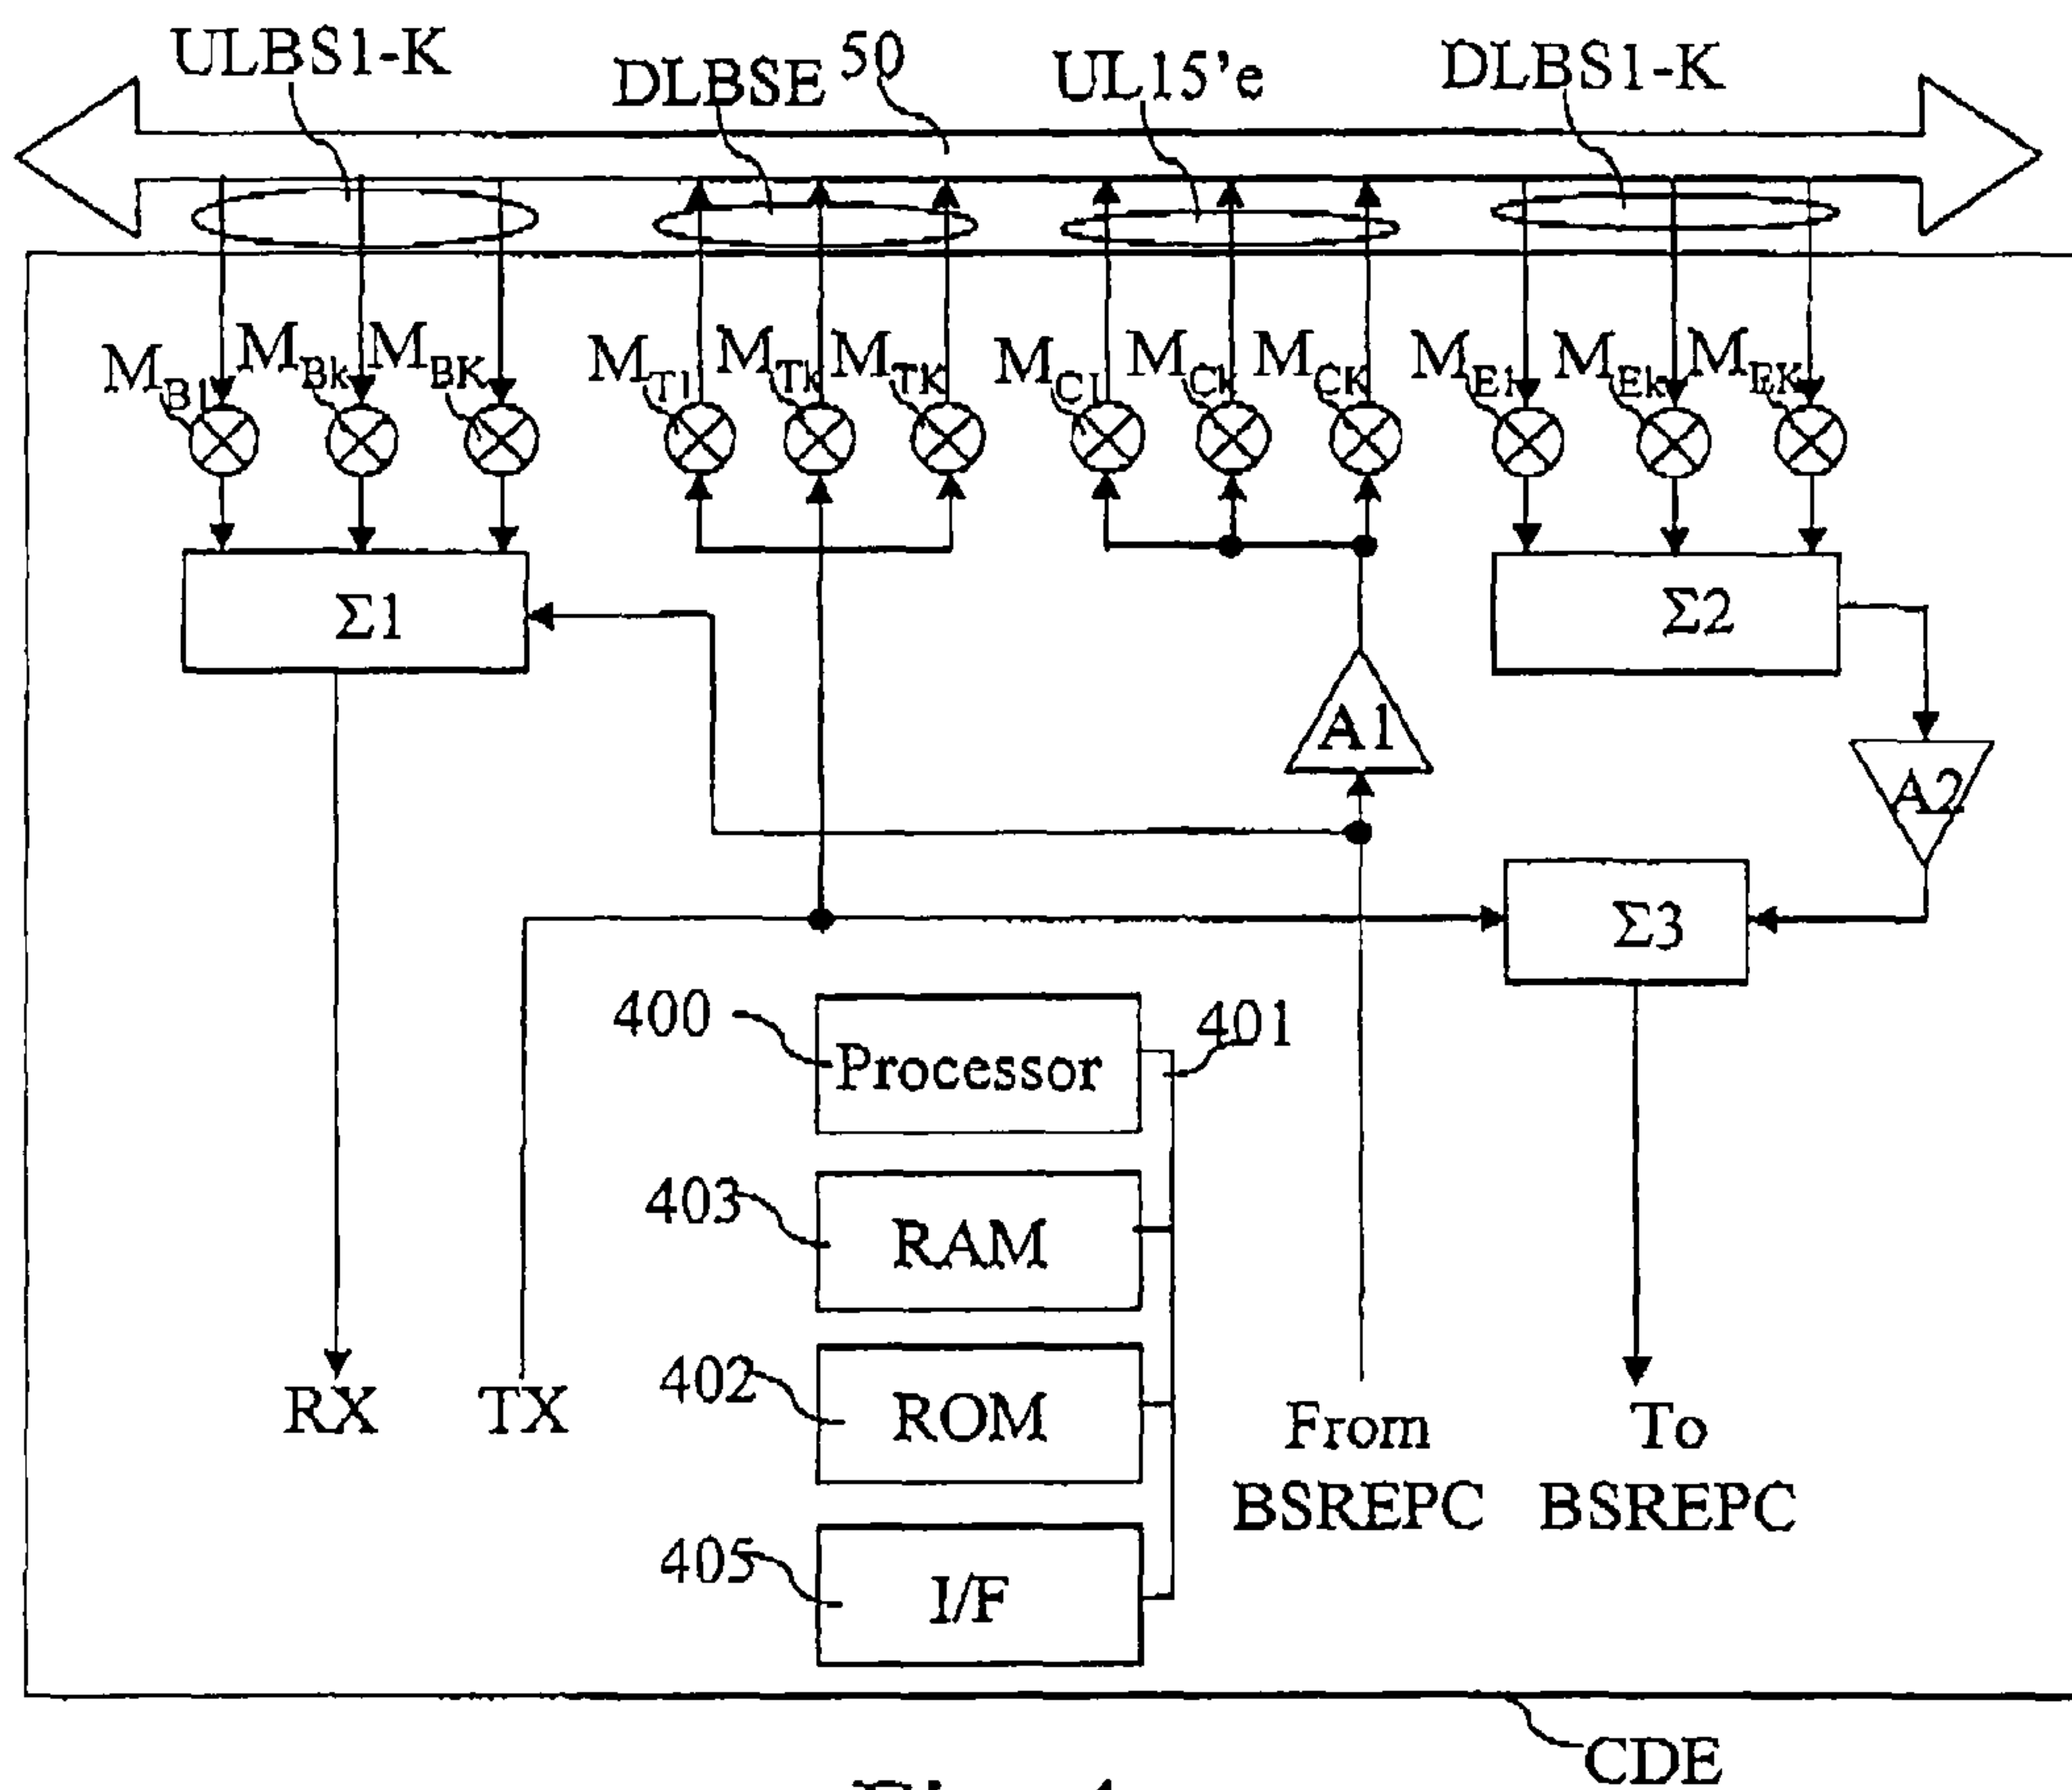 ULBS1-K
DLBSE
50
UL15'e
DLBS1-K
MB1 MBk MBK MT1 MTk MTK MC1 MCk MCK ME1 MEk MEK
Σ1
Σ2
A1
A2
Σ3
400
Processor
401
403
RAM
402
ROM
405
I/F
RX
TX
From
BSREPC
To
BSREPC
CDE